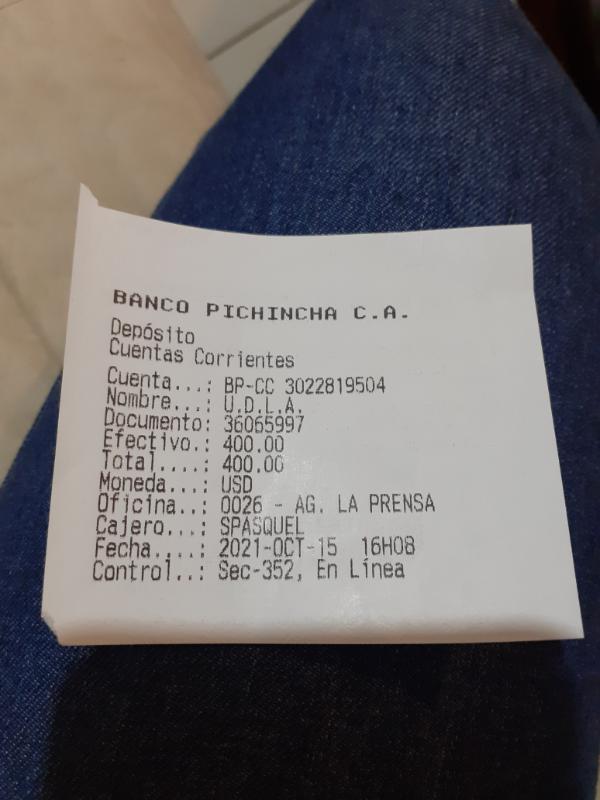 BANCO PICHINCHA C.A.
Depósito
Cuentas Corrientes
Cuenta...: BP-CC 3022819504
Nombre...: U.D.L.A.
Documento: 36065997
Efectivo.: 400.00
Total....: 400.00
Moneda...: USD
Oficina..: 0026 - AG. LA PRENSA
Cajero...: SPASQUEL
Fecha....: 2021-OCT-15 16H08
Control..: Sec-352, En Línea